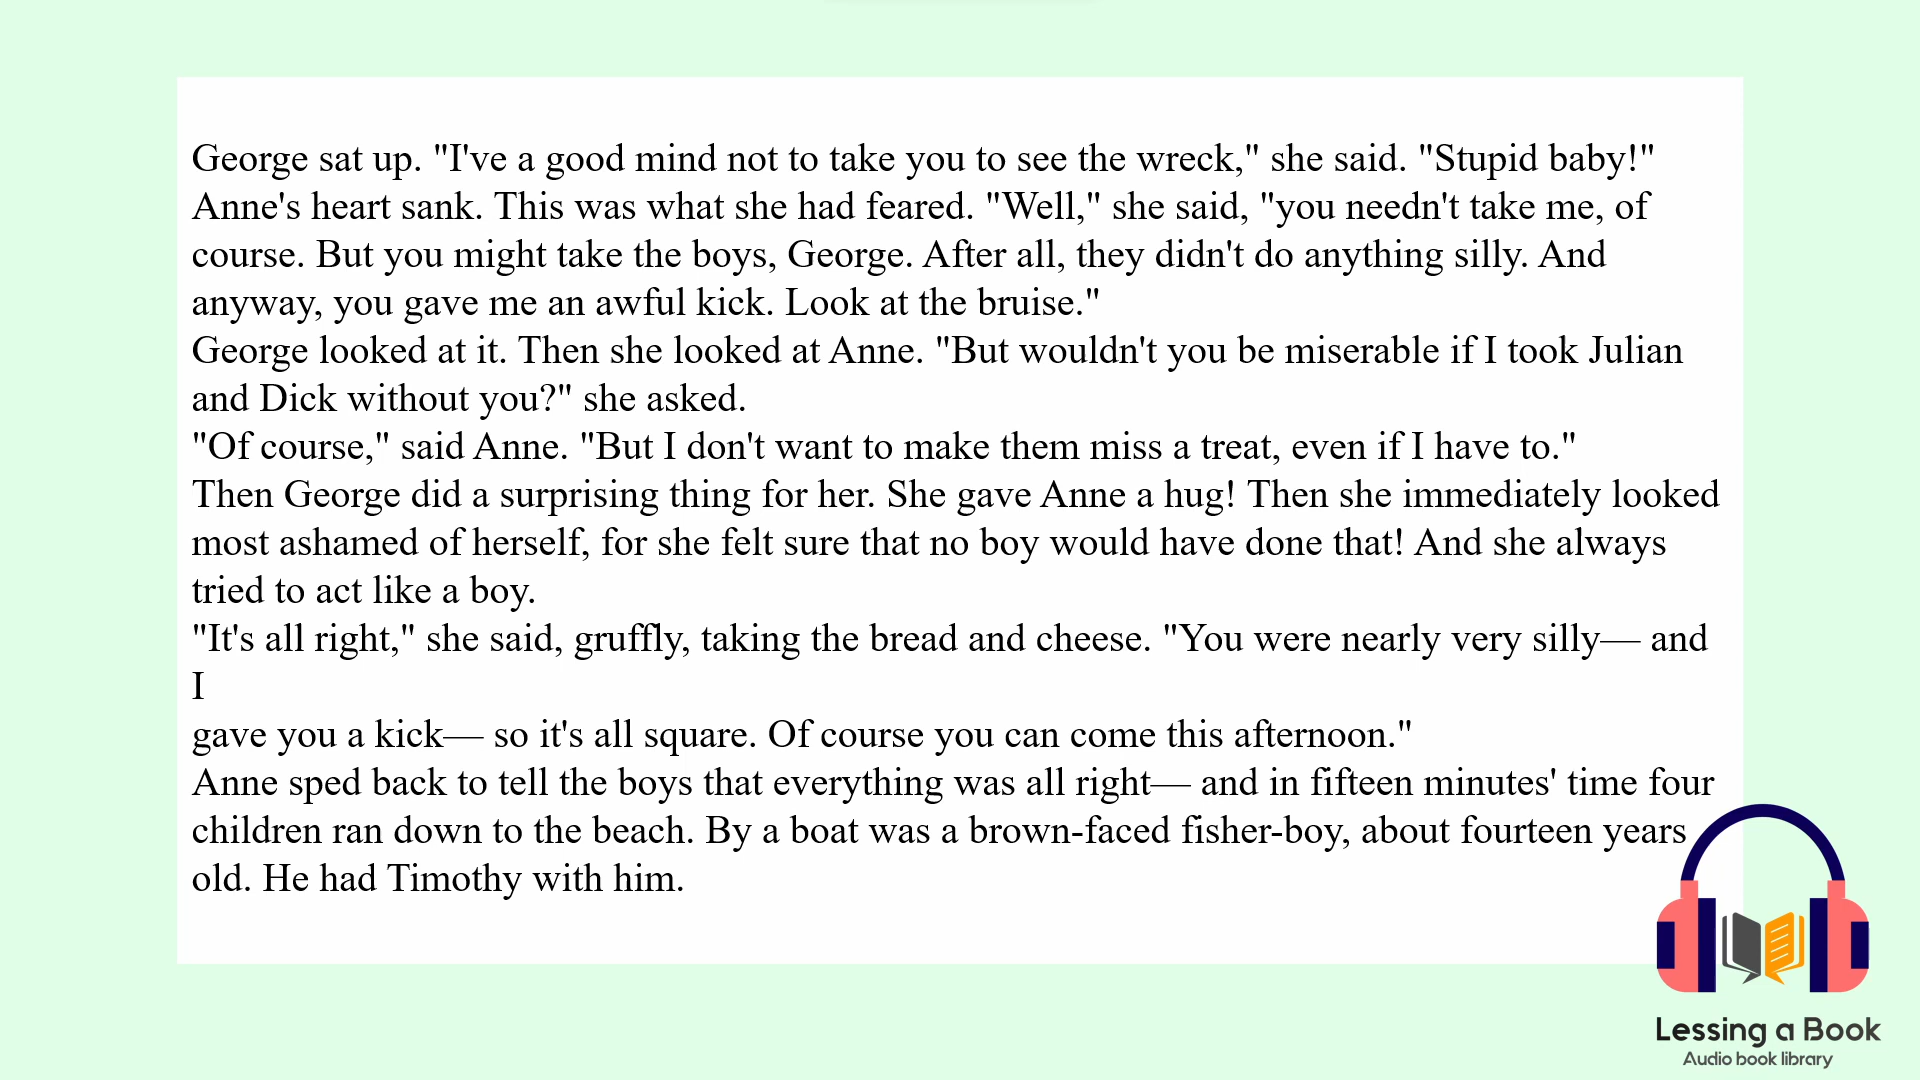 George sat up. "I've a good mind not to take you to see the wreck," she said. "Stupid baby!"
Anne's heart sank. This was what she had feared. "Well," she said, "you needn't take me, of
course. But you might take the boys, George. After all, they didn't do anything silly. And
anyway, you gave me an awful kick. Look at the bruise."
George looked at it. Then she looked at Anne. "But wouldn't you be miserable if I took Julian
and Dick without you?" she asked.
"Of course," said Anne. "But I don't want to make them miss a treat, even if I have to."
Then George did a surprising thing for her. She gave Anne a hug! Then she immediately looked
most ashamed of herself, for she felt sure that no boy would have done that! And she always
tried to act like a boy.
"It's all right," she said, gruffly, taking the bread and cheese. "You were nearly very silly— and
I
gave you a kick— so it's all square. Of course you can come this afternoon."
Anne sped back to tell the boys that everything was all right— and in fifteen minutes' time four
children ran down to the beach. By a boat was a brown-faced fisher-boy, about fourteen years
old. He had Timothy with him.
Lessing a Book
Audio book library